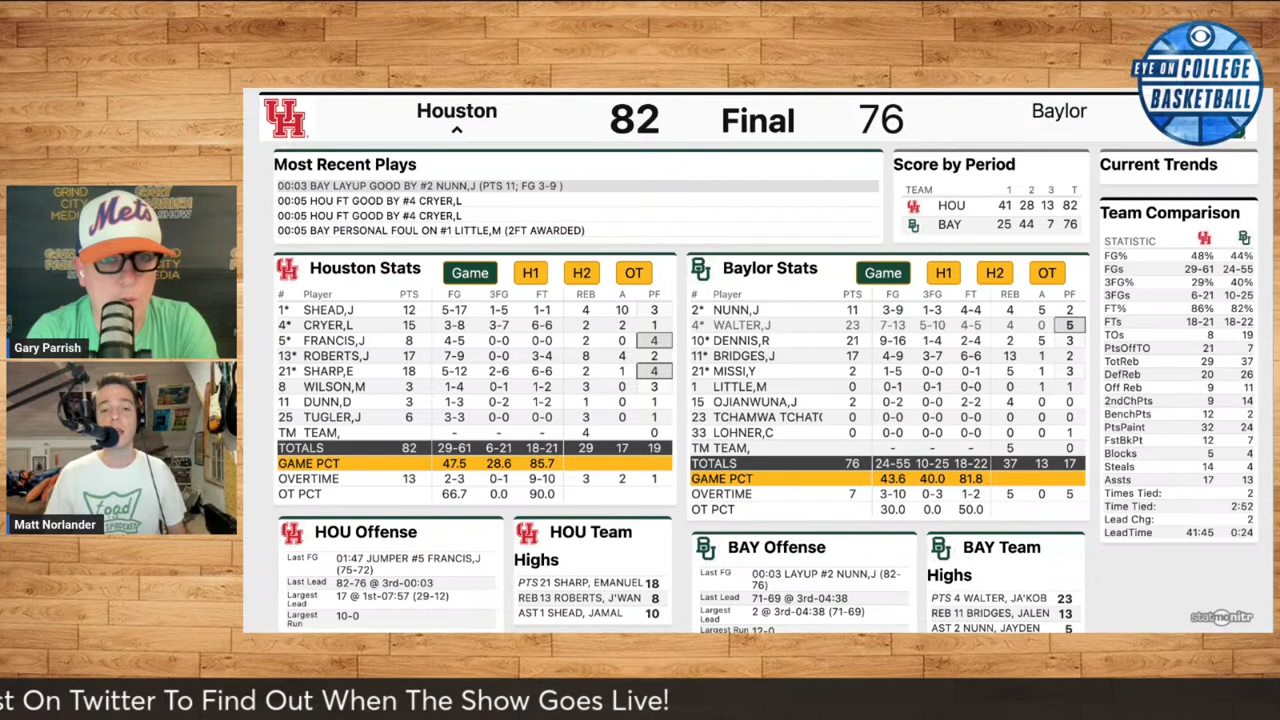 EYE ON COLLEGE
BASKETBALL
Houston 82 Final 76 Baylor
Most Recent Plays
00:03 BAY LAYUP GOOD BY #2 NUNN,J (PTS 11; FG 3-9 )
00:05 HOU FT GOOD BY #4 CRYER,L
00:05 HOU FT GOOD BY #4 CRYER,L
00:05 BAY PERSONAL FOUL ON #1 LITTLE,M (2FT AWARDED)
Score by Period
TEAM 1 2 3 T
HOU 41 28 13 82
BAY 25 44 7 76
Current Trends
Team Comparison
STATISTIC
FG% 48% 44%
FGs 29-61 24-55
3FG% 29% 40%
3FGs 6-21 10-25
FT% 86% 82%
FTs 18-21 18-22
TOs 8 19
PtsOffTO 21 7
TotReb 29 37
DefReb 20 26
Off Reb 9 11
2ndChPts 9 14
BenchPts 12 2
PtsPaint 32 24
FstBkPt 12 7
Blocks 5 4
Steals 14 4
Assts 17 13
Times Tied: 2
Time Tied: 2:52
Lead Chg: 2
LeadTime 41:45 0:24
Houston Stats Game H1 H2 OT
# Player PTS FG 3FG FT REB A PF
1* SHEAD,J 12 5-17 1-5 1-1 4 10 3
4* CRYER,L 15 3-8 3-7 6-6 2 2 1
5* FRANCIS,J 8 4-5 0-0 0-0 2 0 4
13* ROBERTS,J 17 7-9 0-0 3-4 8 4 2
21* SHARP,E 18 5-12 2-6 6-6 2 1 4
8 WILSON,M 3 1-4 0-1 1-2 3 0 3
11 DUNN,D 3 1-3 0-2 1-2 1 0 1
25 TUGLER,J 6 3-3 0-0 0-0 3 0 1
TM TEAM, - - - 4
TOTALS 82 29-61 6-21 18-21 29 17 19
GAME PCT 47.5 28.6 85.7
OVERTIME 13 2-3 0-1 9-10 3 2 1
OT PCT 66.7 0.0 90.0
Baylor Stats Game H1 H2 OT
# Player PTS FG 3FG FT REB A PF
2* NUNN,J 11 3-9 1-3 4-4 4 5 2
4* WALTER,J 23 7-13 5-10 4-5 4 0 5
10* DENNIS,R 21 9-16 1-4 2-4 2 5 3
11* BRIDGES,J 17 4-9 3-7 6-6 13 1 2
21* MISSI,Y 2 1-5 0-0 0-1 5 1 3
1 LITTLE,M 0 0-1 0-1 0-0 0 1 1
15 OJIANWUNA,J 2 0-2 0-0 2-2 4 0 0
23 TCHAMWA TCHATC 0 0-0 0-0 0-0 0 0 0
33 LOHNER,C 0 0-0 0-0 0-0 0 0 1
TM TEAM, - - - 5 0
TOTALS 76 24-55 10-25 18-22 37 13 17
GAME PCT 43.6 40.0 81.8
OVERTIME 7 3-10 0-3 1-2 5 0 5
OT PCT 30.0 0.0 50.0
HOU Offense
Last FG 01:47 JUMPER #5 FRANCIS,J (75-72)
Last Lead 82-76 @ 3rd-00:03
Largest Lead 17 @ 1st-07:57 (29-12)
Largest Run 10-0
HOU Team Highs
PTS 21 SHARP, EMANUEL 18
REB 13 ROBERTS, J'WAN 8
AST 1 SHEAD, JAMAL 10
BAY Offense
Last FG 00:03 LAYUP #2 NUNN,J (82-76)
Last Lead 71-69 @ 3rd-04:38
Largest Lead 2 @ 3rd-04:38 (71-69)
Largest Run 12-0
BAY Team Highs
PTS 4 WALTER, JA'KOB 23
REB 11 BRIDGES, JALEN 13
AST 2 NUNN, JAYDEN 5
statmonitr
GRIND CITY MEDIA
GARY PARRISH SHOW
Mets
Gary Parrish
toad
Matt Norlander
st On Twitter To Find Out When The Show Goes Live!